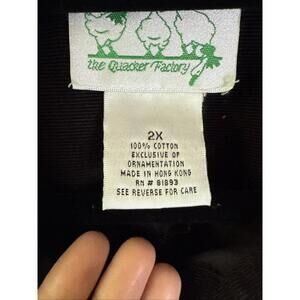 the Quacker Factory
2X
100% COTTON
EXCLUSIVE OF
ORNAMENTATION
MADE IN HONG KONG
RN # 81893
SEE REVERSE FOR CARE